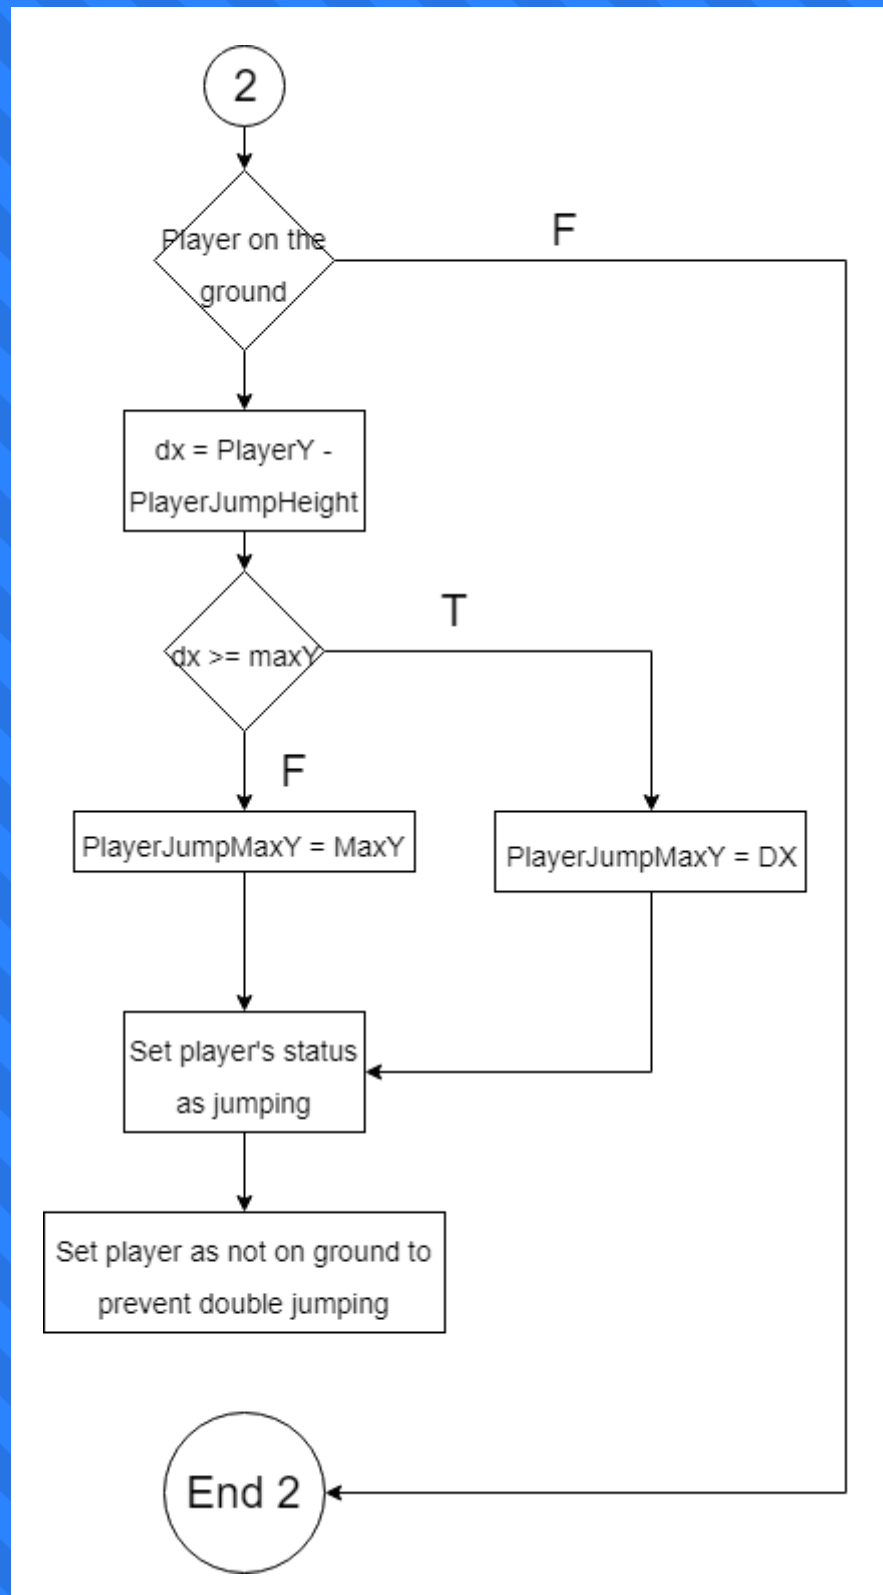 2
Player on the
ground
F
dx = PlayerY -
PlayerJumpHeight
dx >= maxY
T
F
PlayerJumpMaxY = MaxY
PlayerJumpMaxY = DX
Set player's status
as jumping
Set player as not on ground to
prevent double jumping
End 2